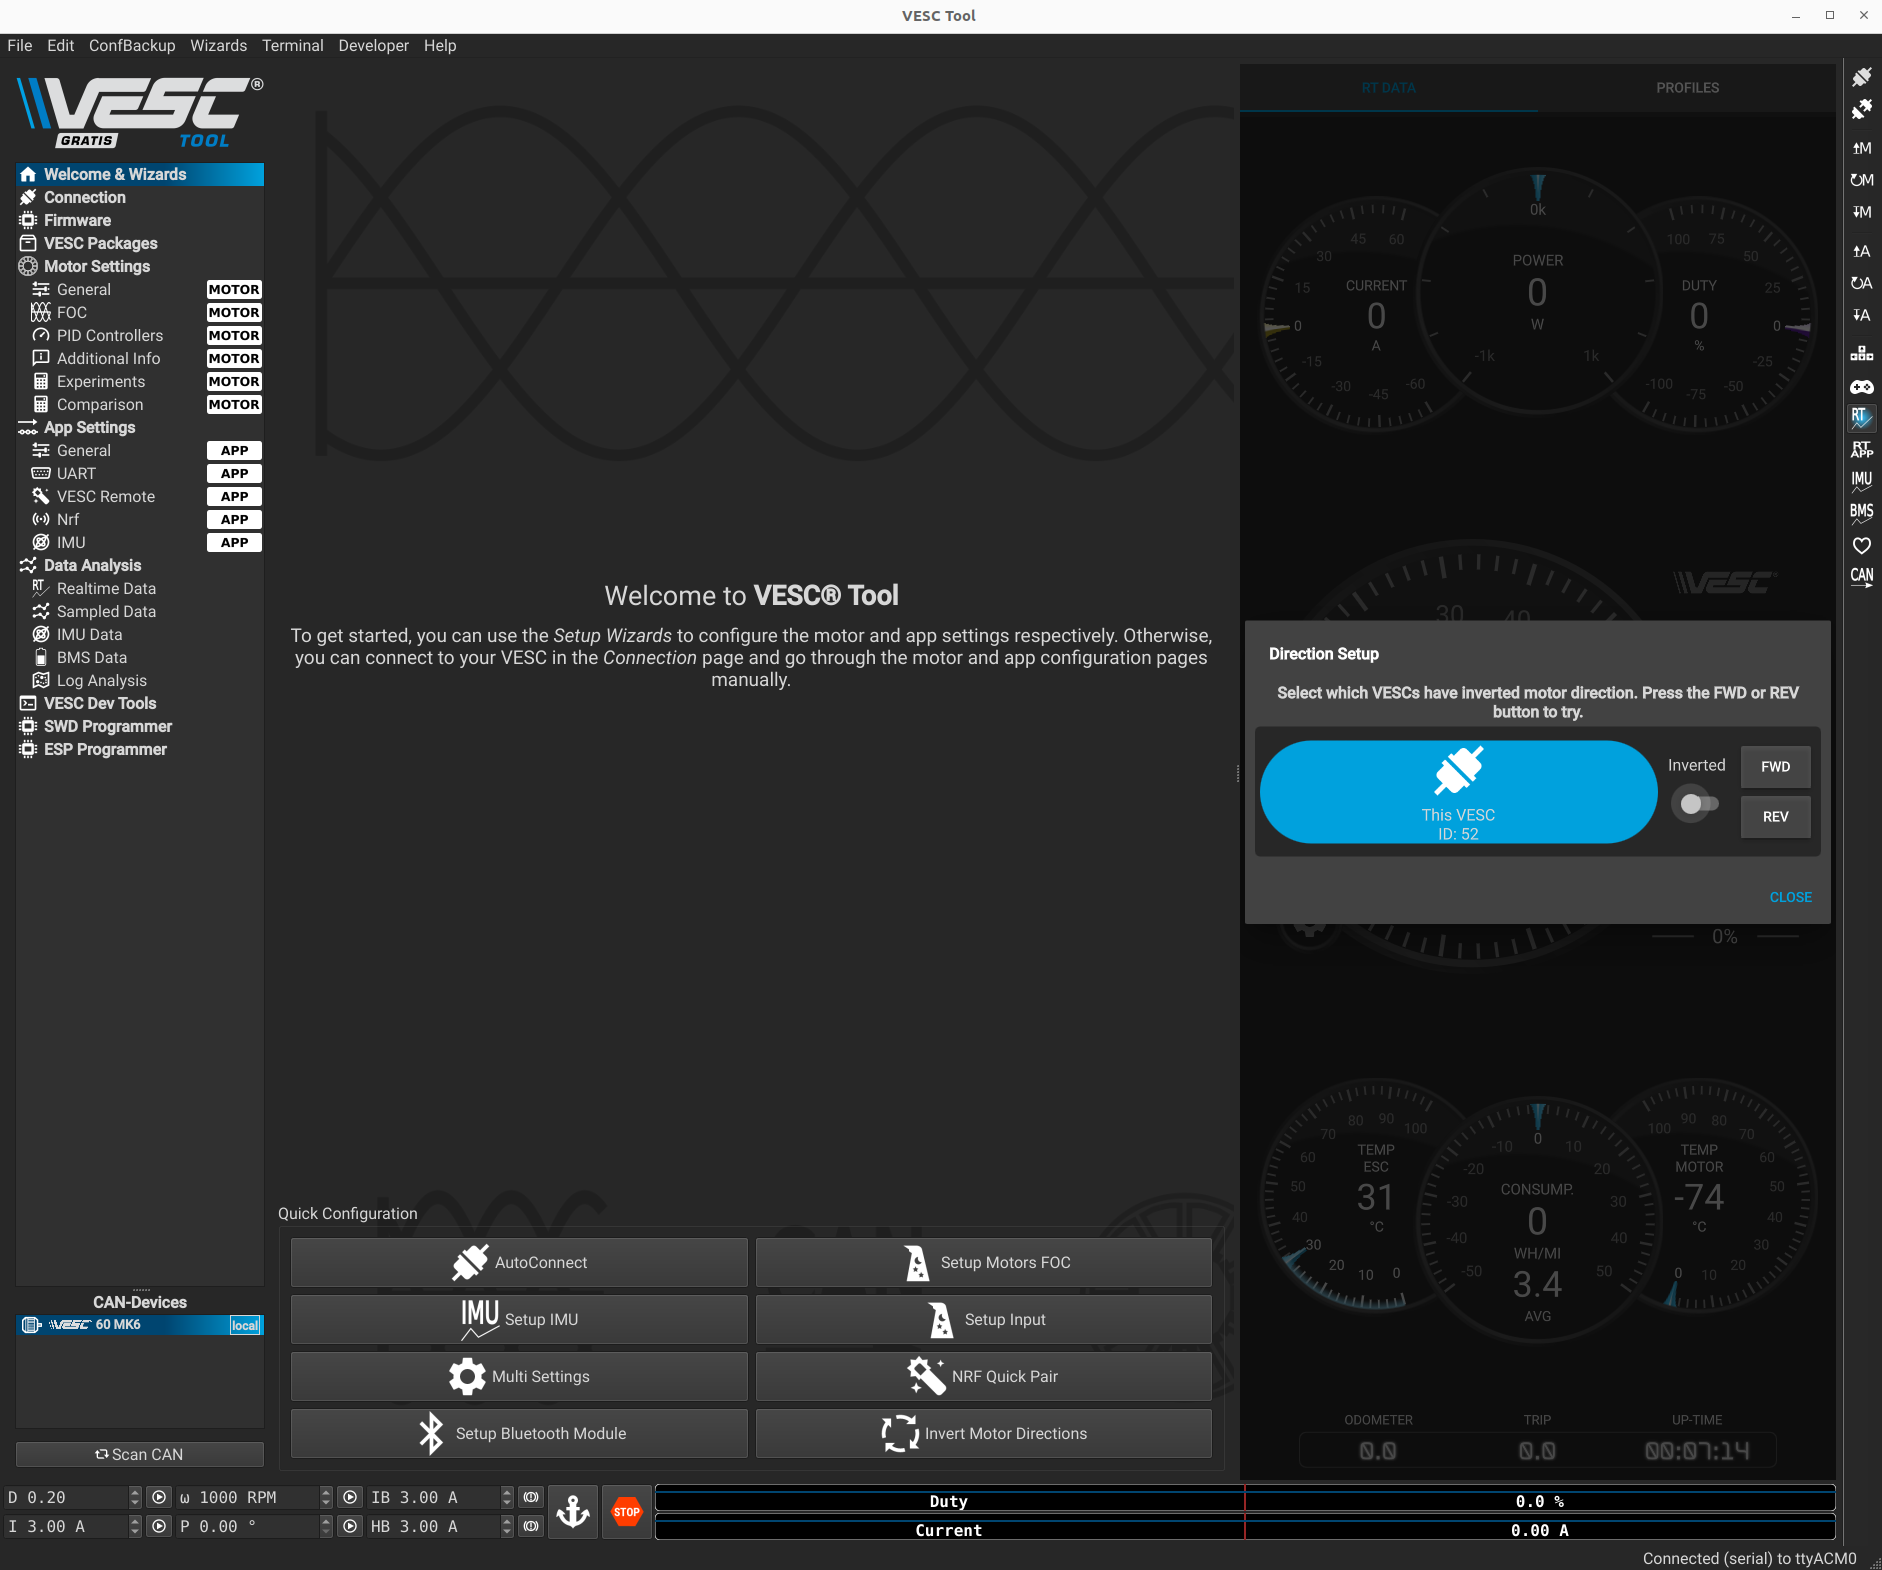 VESC Tool
File Edit ConfBackup Wizards Terminal Developer Help
VESC®
GRATIS TOOL
Welcome & Wizards
Connection
Firmware
VESC Packages
Motor Settings
General MOTOR
FOC MOTOR
PID Controllers MOTOR
Additional Info MOTOR
Experiments MOTOR
Comparison MOTOR
App Settings
General APP
UART APP
VESC Remote APP
Nrf APP
IMU APP
Data Analysis
RT Realtime Data
Sampled Data
IMU Data
BMS Data
Log Analysis
VESC Dev Tools
SWD Programmer
ESP Programmer
CAN-Devices
VESC 60 MK6 local
Scan CAN
Welcome to VESC® Tool
To get started, you can use the Setup Wizards to configure the motor and app settings respectively. Otherwise,
you can connect to your VESC in the Connection page and go through the motor and app configuration pages
manually.
Quick Configuration
AutoConnect
Setup Motors FOC
IMU Setup IMU
Setup Input
Multi Settings
NRF Quick Pair
Setup Bluetooth Module
Invert Motor Directions
RT DATA PROFILES
60
45
30
15
0
-15
-30
-45
-60
CURRENT
0
A
0k
POWER
0
W
-1k 1k
100
75
50
25
0
-25
-50
-75
-100
DUTY
0
%
VESC
30 40
Direction Setup
Select which VESCs have inverted motor direction. Press the FWD or REV
button to try.
This VESC
ID: 52
Inverted
FWD
REV
CLOSE
0%
100
90
80
70
60
50
40
30
20
10
0
TEMP
ESC
31
°C
-10 0 10
-20 20
-30 30
-40 40
-50 50
CONSUMP.
0
WH/MI
3.4
AVG
100
90
80
70
60
50
40
30
20
10
0
TEMP
MOTOR
-74
°C
ODOMETER TRIP UP-TIME
0.0 0.0 00:07:14
D 0.20 ω 1000 RPM IB 3.00 A
I 3.00 A P 0.00 ° HB 3.00 A
STOP
Duty 0.0 %
Current 0.00 A
Connected (serial) to ttyACM0
M
M
M
A
A
A
RT
RT
APP
IMU
BMS
CAN